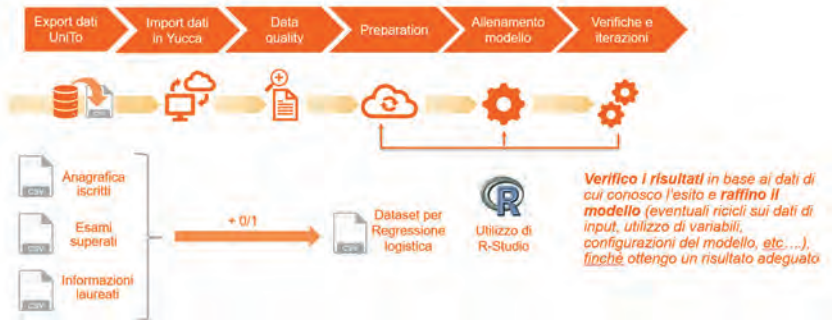 Export dati
UniTo
Import dati
in Yucca
Data
quality
Preparation
Allenamento
modello
Verifiche e
iterazioni
CSV
CSV
Anagrafica
iscritti
CSV
Esami
superati
CSV
Informazioni
laureati
+ 0/1
CSV
Dataset per
Regressione
logistica
R
Utilizzo di
R-Studio
Verifico i risultati in base ai dati di
cui conosco l'esito e raffino il
modello (eventuali ricicli sui dati di
input, utilizzo di variabili,
configurazioni del modello, etc....),
finchè ottengo un risultato adeguato